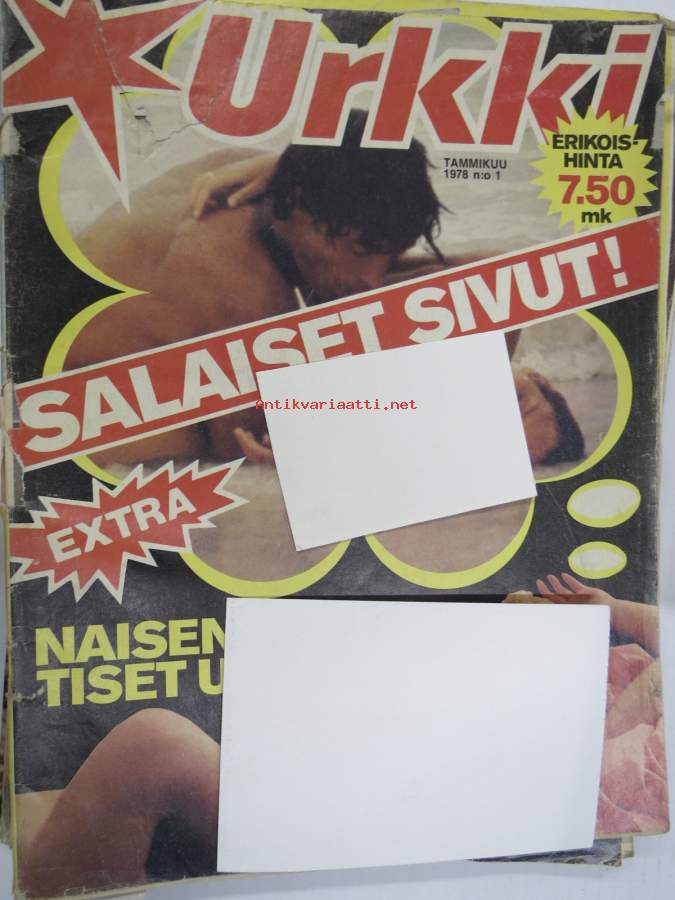 Urkki
TAMMIKUU
1978 n:o 1
ERIKOIS-
HINTA
7.50
mk
SALAISET SIVUT!
Antikvariaatti.net
EXTRA
NAISEN
TISET U